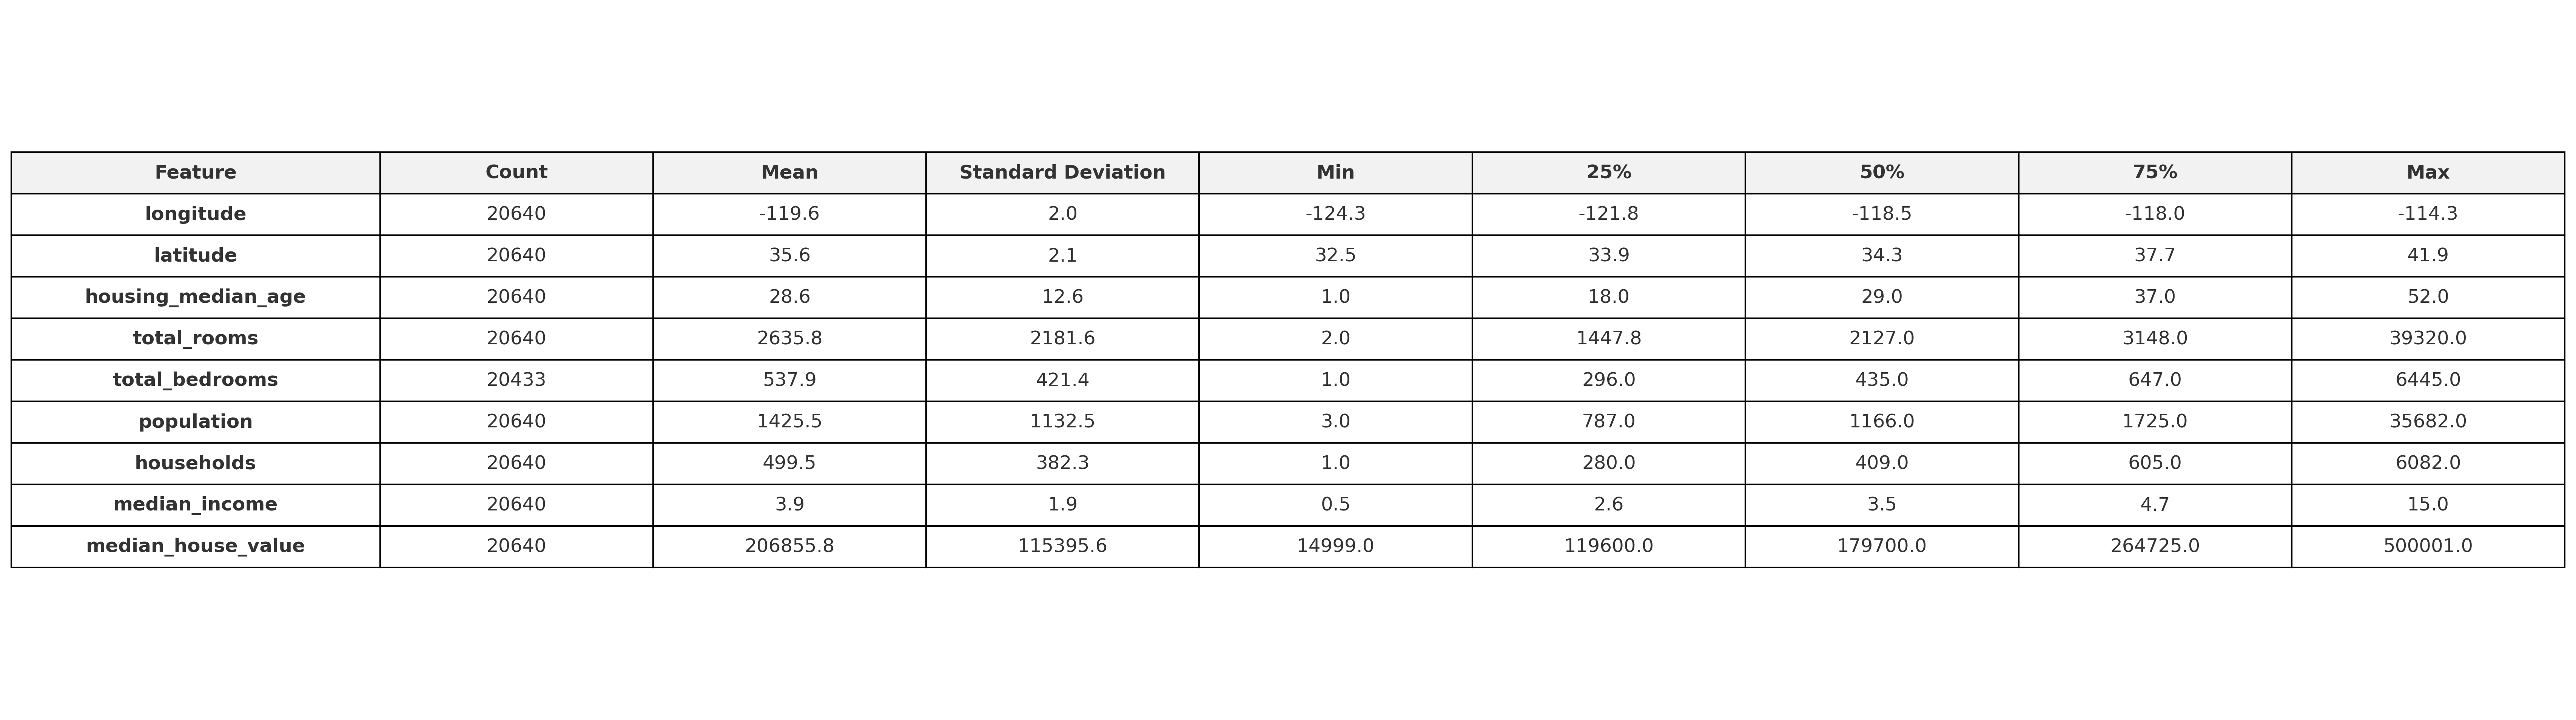 Feature Count Mean Standard Deviation Min 25% 50% 75% Max
longitude 20640 -119.6 2.0 -124.3 -121.8 -118.5 -118.0 -114.3
latitude 20640 35.6 2.1 32.5 33.9 34.3 37.7 41.9
housing_median_age 20640 28.6 12.6 1.0 18.0 29.0 37.0 52.0
total_rooms 20640 2635.8 2181.6 2.0 1447.8 2127.0 3148.0 39320.0
total_bedrooms 20433 537.9 421.4 1.0 296.0 435.0 647.0 6445.0
population 20640 1425.5 1132.5 3.0 787.0 1166.0 1725.0 35682.0
households 20640 499.5 382.3 1.0 280.0 409.0 605.0 6082.0
median_income 20640 3.9 1.9 0.5 2.6 3.5 4.7 15.0
median_house_value 20640 206855.8 115395.6 14999.0 119600.0 179700.0 264725.0 500001.0